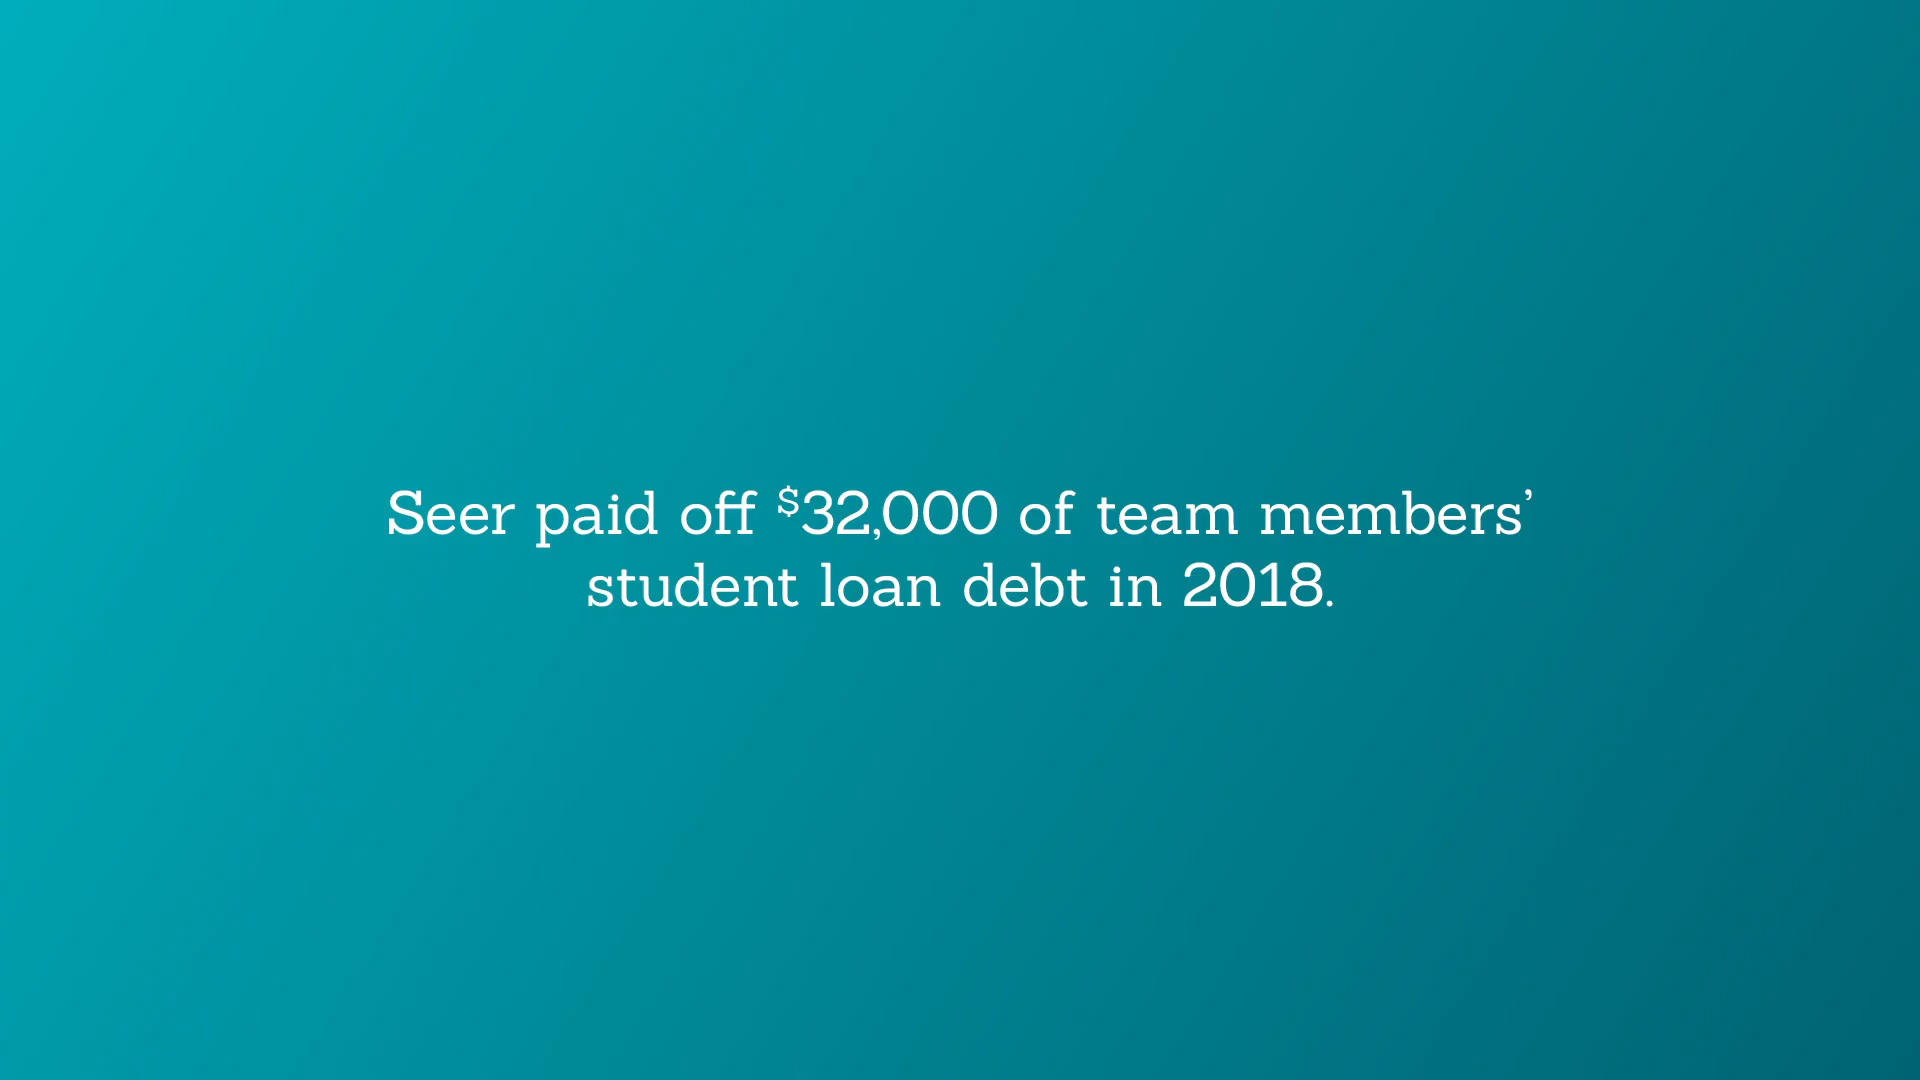 Seer paid off $32,000 of team members’
student loan debt in 2018.